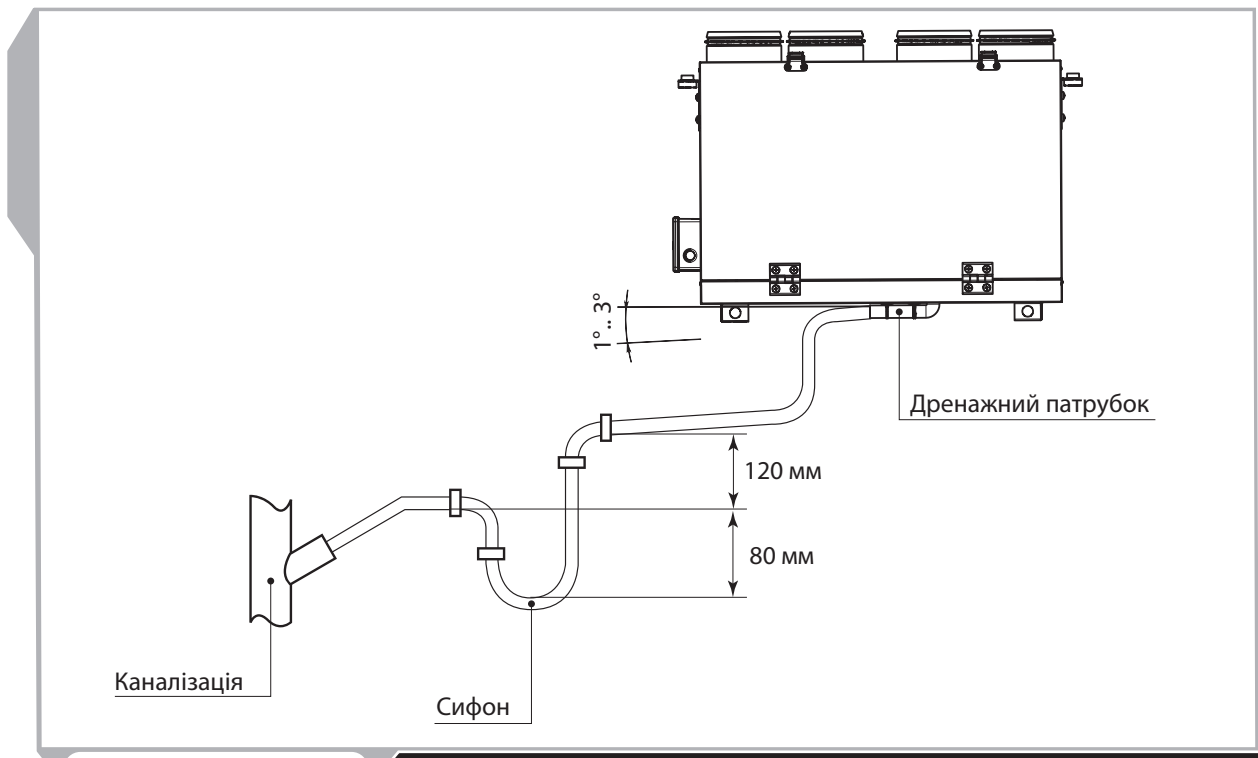 1°.. 3°
Дренажний патрубок
120 мм
80 мм
Каналізація
Сифон